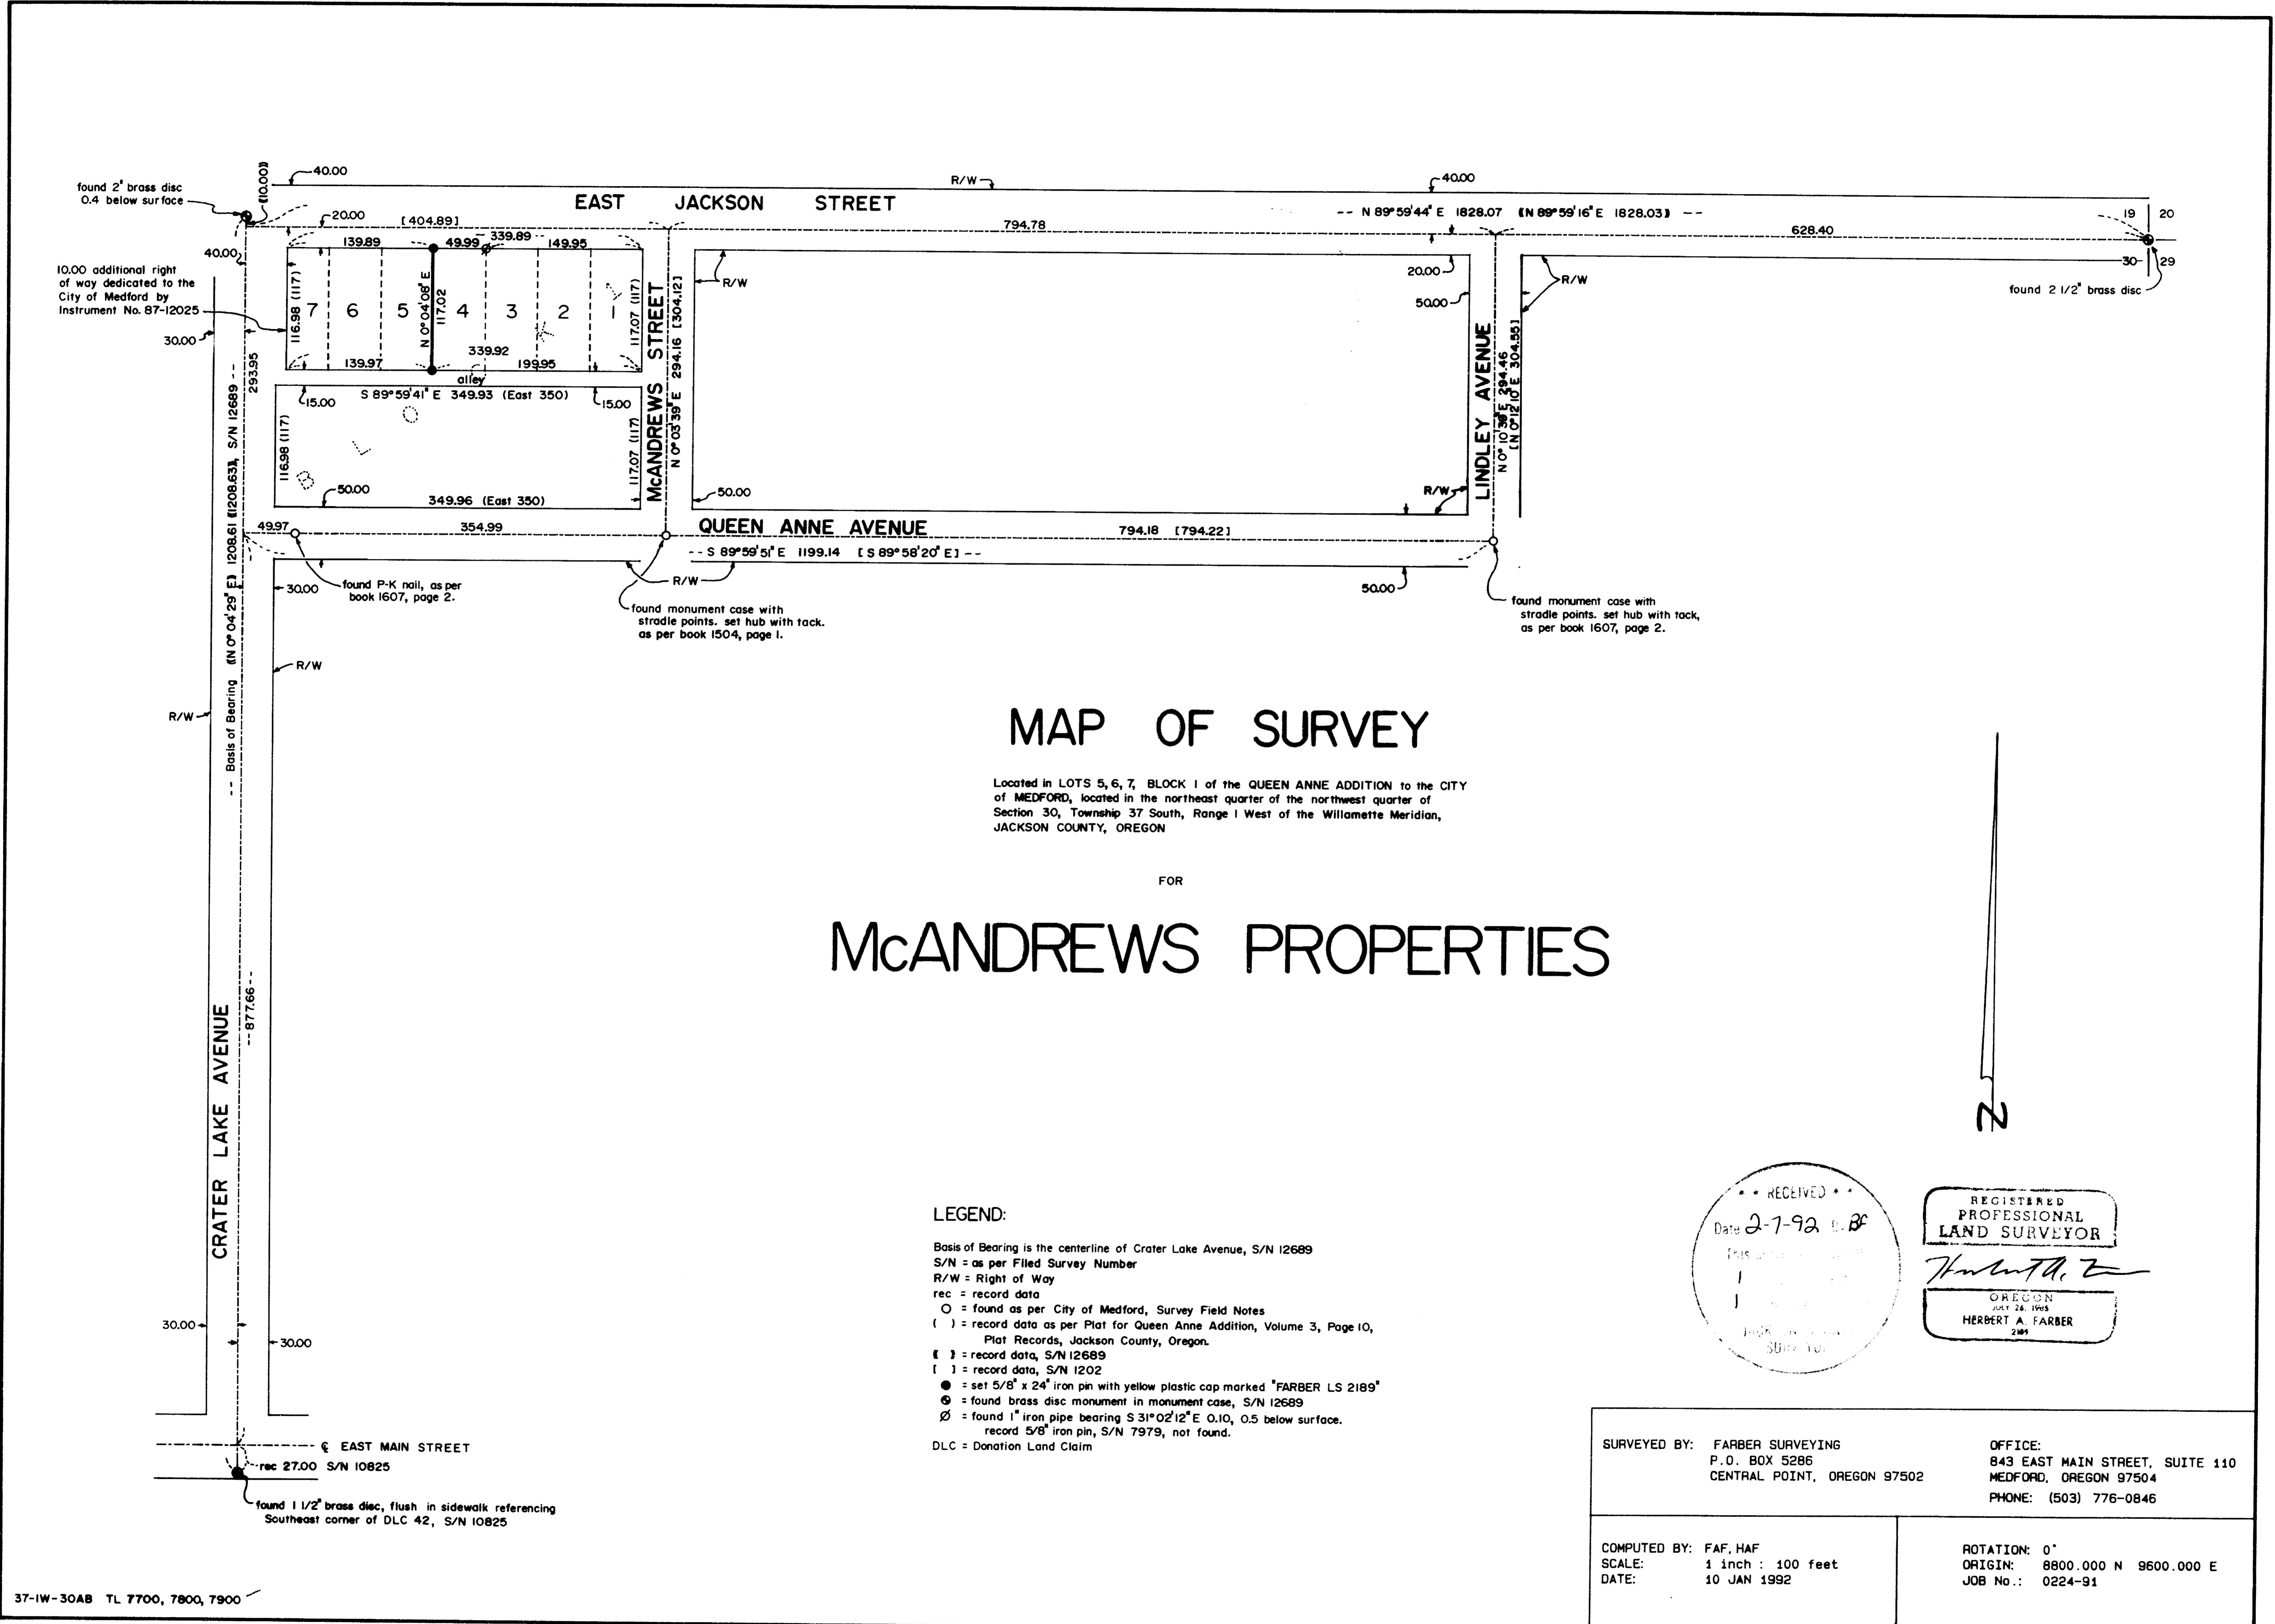 found 2" brass disc
0.4 below surface
⟪10.00⟫
40.00
R/W
40.00
EAST JACKSON STREET
-- N 89°59'44" E 1828.07 ⟪N 89°59'16" E 1828.03⟫ --
19 20
30 29
20.00
[404.89]
339.89
794.78
628.40
139.89
49.99
149.95
40.00
10.00 additional right
of way dedicated to the
City of Medford by
Instrument No. 87-12025
30.00
116.98 (117)
7 6 5 4 3 2 1
N 0°04'08" E
117.02
117.07 (117)
339.92
139.97
199.95
alley
S 89°59'41" E 349.93 (East 350)
15.00
15.00
BLOCK 1
116.98 (117)
117.07 (117)
50.00
349.96 (East 350)
McANDREWS STREET
N 0°03'39" E 294.16 [304.12]
R/W
20.00
50.00
R/W
found 2 1/2" brass disc
LINDLEY AVENUE
N 0°10'38" E 294.46
[N 0°12'10" E 304.55]
R/W
50.00
49.97
354.99
QUEEN ANNE AVENUE
794.18 [794.22]
-- S 89°59'51" E 1199.14 [S 89°58'20" E] --
R/W
50.00
30.00
found P-K nail, as per
book 1607, page 2.
found monument case with
stradle points. set hub with tack.
as per book 1504, page 1.
found monument case with
stradle points. set hub with tack,
as per book 1607, page 2.
293.95
-- Basis of Bearing ⟪N 0°04'29" E⟫ 1208.61 ⟪1208.63⟫, S/N 12689 --
R/W
R/W
--877.66--
CRATER LAKE AVENUE
30.00
30.00
℄ EAST MAIN STREET
rec 27.00 S/N 10825
found 1 1/2" brass disc, flush in sidewalk referencing
Southeast corner of DLC 42, S/N 10825
37-1W-30AB TL 7700, 7800, 7900
MAP OF SURVEY
Located in LOTS 5, 6, 7, BLOCK 1 of the QUEEN ANNE ADDITION to the CITY
of MEDFORD, located in the northeast quarter of the northwest quarter of
Section 30, Township 37 South, Range 1 West of the Willamette Meridian,
JACKSON COUNTY, OREGON
FOR
McANDREWS PROPERTIES
LEGEND:
Basis of Bearing is the centerline of Crater Lake Avenue, S/N 12689
S/N = as per Filed Survey Number
R/W = Right of Way
rec = record data
○ = found as per City of Medford, Survey Field Notes
( ) = record data as per Plat for Queen Anne Addition, Volume 3, Page 10,
Plat Records, Jackson County, Oregon.
⟪ ⟫ = record data, S/N 12689
[ ] = record data, S/N 1202
● = set 5/8" x 24" iron pin with yellow plastic cap marked "FARBER LS 2189"
= found brass disc monument in monument case, S/N 12689
Ø = found 1" iron pipe bearing S 31°02'12" E 0.10, 0.5 below surface.
record 5/8" iron pin, S/N 7979, not found.
DLC = Donation Land Claim
N
* * RECEIVED * *
Date 2-7-92 BF
This
REGISTERED
PROFESSIONAL
LAND SURVEYOR
OREGON
JULY 26, 1985
HERBERT A. FARBER
2189
SURVEYED BY: FARBER SURVEYING
P.O. BOX 5286
CENTRAL POINT, OREGON 97502
OFFICE:
843 EAST MAIN STREET, SUITE 110
MEDFORD, OREGON 97504
PHONE: (503) 776-0846
COMPUTED BY: FAF, HAF
SCALE: 1 inch : 100 feet
DATE: 10 JAN 1992
ROTATION: 0°
ORIGIN: 8800.000 N 9600.000 E
JOB No.: 0224-91